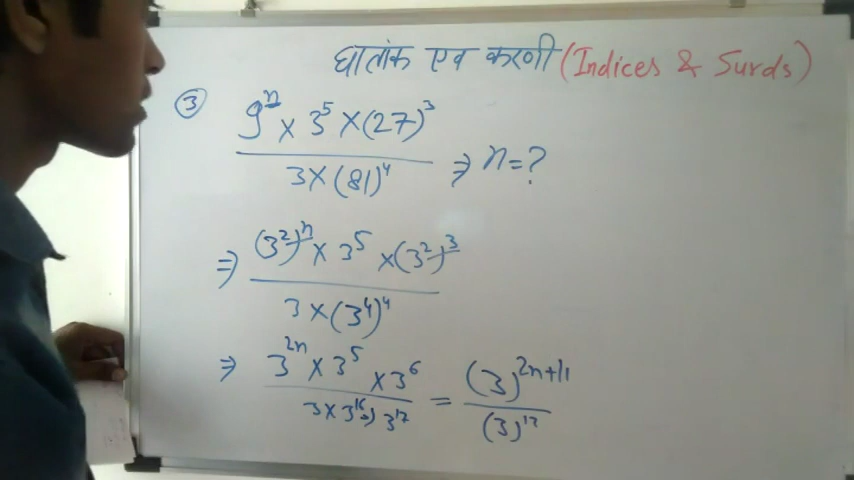 घातांक एव करणी (Indices & Surds)
③ 9ⁿ × 3⁵ × (27)³ / 3 × (81)⁴ ⇒ n = ?
⇒ (3²)ⁿ × 3⁵ × (3²)³ / 3 × (3⁴)⁴
⇒ 3²ⁿ × 3⁵ × 3⁶ / 3 × 3¹⁶ ⇒ 3¹⁷ = (3)²ⁿ⁺¹¹ / (3)¹⁷